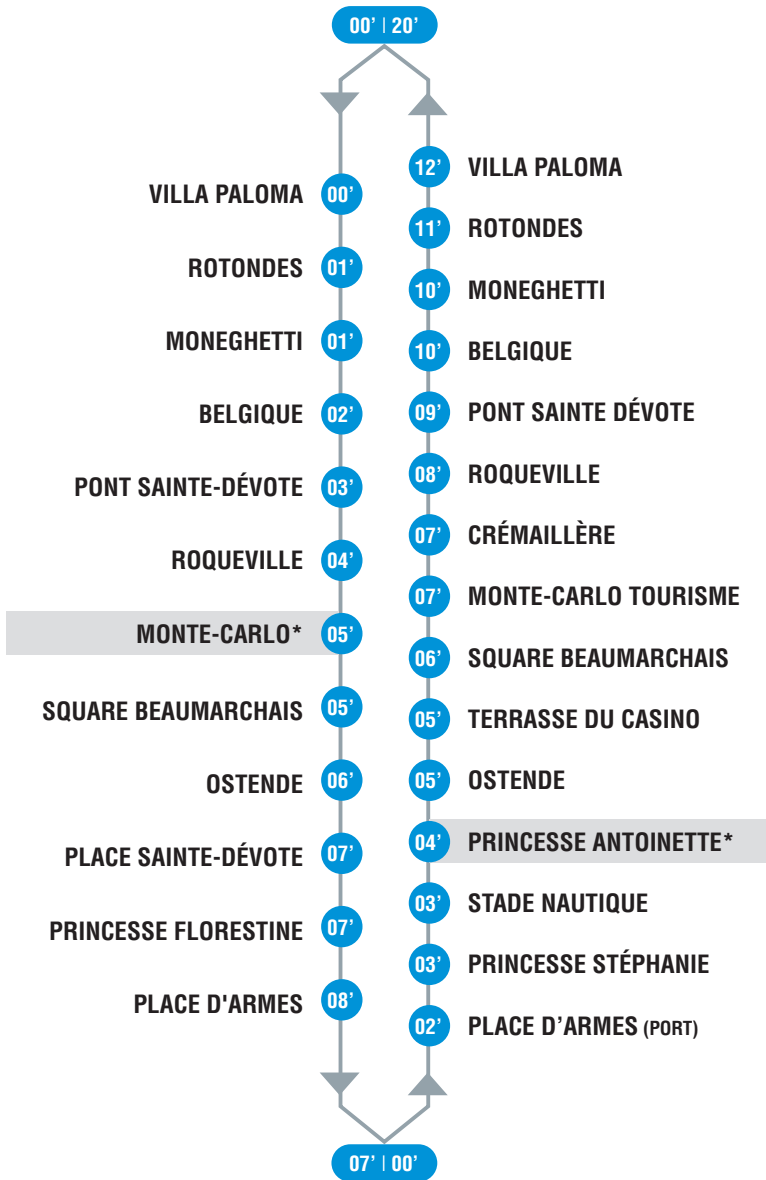 00’ | 20’
VILLA PALOMA 00’
ROTONDES 01’
MONEGHETTI 01’
BELGIQUE 02’
PONT SAINTE-DÉVOTE 03’
ROQUEVILLE 04’
MONTE-CARLO* 05’
SQUARE BEAUMARCHAIS 05’
OSTENDE 06’
PLACE SAINTE-DÉVOTE 07’
PRINCESSE FLORESTINE 07’
PLACE D'ARMES 08’
12’ VILLA PALOMA
11’ ROTONDES
10’ MONEGHETTI
10’ BELGIQUE
09’ PONT SAINTE DÉVOTE
08’ ROQUEVILLE
07’ CRÉMAILLÈRE
07’ MONTE-CARLO TOURISME
06’ SQUARE BEAUMARCHAIS
05’ TERRASSE DU CASINO
05’ OSTENDE
04’ PRINCESSE ANTOINETTE*
03’ STADE NAUTIQUE
03’ PRINCESSE STÉPHANIE
02’ PLACE D’ARMES (PORT)
07’ | 00’